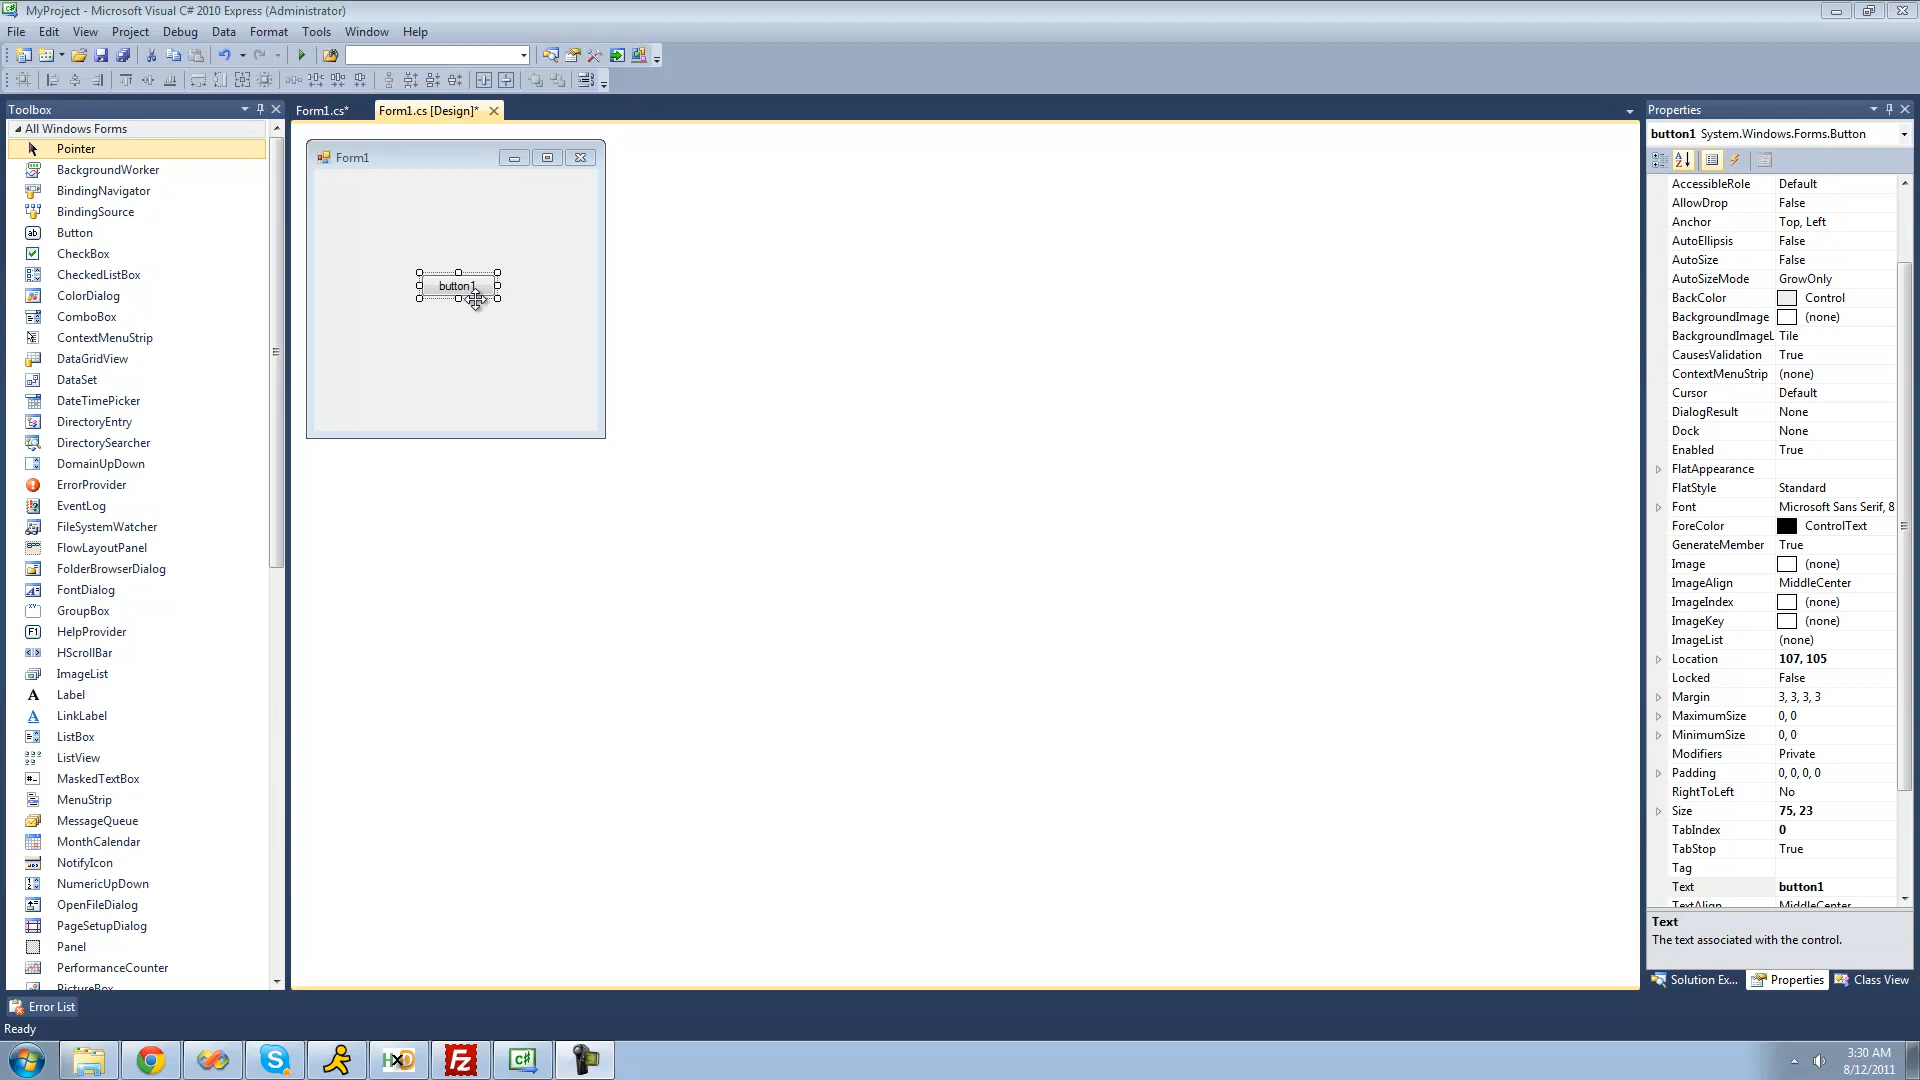 MyProject - Microsoft Visual C# 2010 Express (Administrator)
File Edit View Project Debug Data Format Tools Window Help
Toolbox
All Windows Forms
Pointer
BackgroundWorker
BindingNavigator
BindingSource
Button
CheckBox
CheckedListBox
ColorDialog
ComboBox
ContextMenuStrip
DataGridView
DataSet
DateTimePicker
DirectoryEntry
DirectorySearcher
DomainUpDown
ErrorProvider
EventLog
FileSystemWatcher
FlowLayoutPanel
FolderBrowserDialog
FontDialog
GroupBox
HelpProvider
HScrollBar
ImageList
Label
LinkLabel
ListBox
ListView
MaskedTextBox
MenuStrip
MessageQueue
MonthCalendar
NotifyIcon
NumericUpDown
OpenFileDialog
PageSetupDialog
Panel
PerformanceCounter
PictureBox
Form1.cs* Form1.cs [Design]*
Form1
button1
Properties
button1 System.Windows.Forms.Button
AccessibleRole Default
AllowDrop False
Anchor Top, Left
AutoEllipsis False
AutoSize False
AutoSizeMode GrowOnly
BackColor Control
BackgroundImage (none)
BackgroundImageL Tile
CausesValidation True
ContextMenuStrip (none)
Cursor Default
DialogResult None
Dock None
Enabled True
FlatAppearance
FlatStyle Standard
Font Microsoft Sans Serif, 8
ForeColor ControlText
GenerateMember True
Image (none)
ImageAlign MiddleCenter
ImageIndex (none)
ImageKey (none)
ImageList (none)
Location 107, 105
Locked False
Margin 3, 3, 3, 3
MaximumSize 0, 0
MinimumSize 0, 0
Modifiers Private
Padding 0, 0, 0, 0
RightToLeft No
Size 75, 23
TabIndex 0
TabStop True
Tag
Text button1
TextAlign MiddleCenter
Text
The text associated with the control.
Solution Ex... Properties Class View
Error List
Ready
3:30 AM
8/12/2011